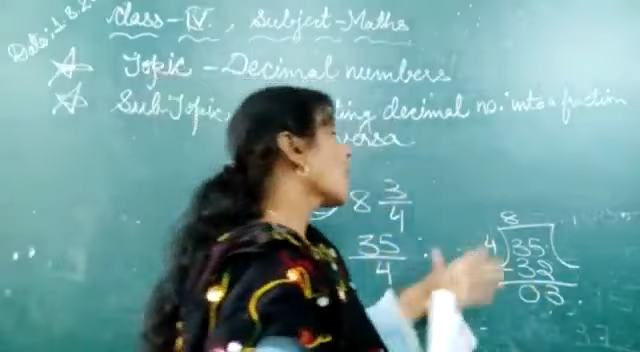 Date:-1.8.2
Class-IV., Subject-Maths
Topic - Decimal numbers
Sub Topic, ting decimal no. into a fraction
versa
8 3/4
35/4
8
4) 35
- 32
03